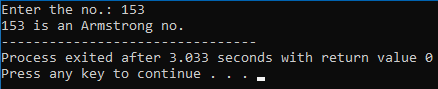 Enter the no.: 153
153 is an Armstrong no.
--------------------------------
Process exited after 3.033 seconds with return value 0
Press any key to continue . . .